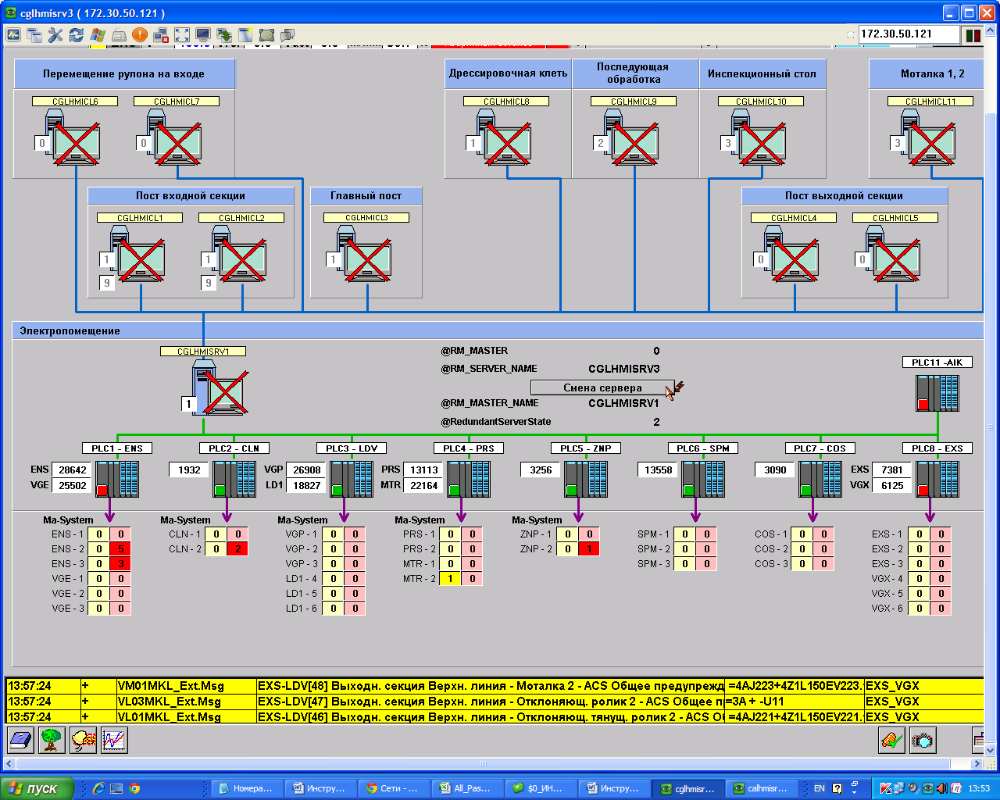 cglhmisrv3 ( 172.30.50.121 )
172.30.50.121
Перемещение рулона на входе
Дрессировочная клеть
Последующая обработка
Инспекционный стол
Моталка 1, 2
CGLHMICL6 CGLHMICL7 CGLHMICL8 CGLHMICL9 CGLHMICL10 CGLHMICL11
0 0 1 2 3 3
Пост входной секции
Главный пост
Пост выходной секции
CGLHMICL1 CGLHMICL2 CGLHMICL3 CGLHMICL4 CGLHMICL5
1 1 1 0 0
9 9
Электропомещение
CGLHMISRV1
1
@RM_MASTER 0
@RM_SERVER_NAME CGLHMISRV3
Смена сервера
@RM_MASTER_NAME CGLHMISRV1
@RedundantServerState 2
PLC11 -AIK
PLC1 - ENS PLC2 - CLN PLC3 - LDV PLC4 - PRS PLC5 - ZNP PLC6 - SPM PLC7 - COS PLC8 - EXS
ENS 28642 1932 VGP 26908 PRS 13113 3256 13558 3090 EXS 7381
VGE 25502 LD1 18827 MTR 22164 VGX 6125
Ma-System Ma-System Ma-System Ma-System Ma-System
ENS - 1 0 0 CLN - 1 0 0 VGP - 1 0 0 PRS - 1 0 0 ZNP - 1 0 0 SPM - 1 0 0 COS - 1 0 0 EXS - 1 0 0
ENS - 2 0 5 CLN - 2 0 2 VGP - 2 0 0 PRS - 2 0 0 ZNP - 2 0 1 SPM - 2 0 0 COS - 2 0 0 EXS - 2 0 0
ENS - 3 0 3 VGP - 3 0 0 MTR - 1 0 0 SPM - 3 0 0 COS - 3 0 0 EXS - 3 0 0
VGE - 1 0 0 LD1 - 4 0 0 MTR - 2 1 0 VGX - 4 0 0
VGE - 2 0 0 LD1 - 5 0 0 VGX - 5 0 0
VGE - 3 0 0 LD1 - 6 0 0 VGX - 6 0 0
13:57:24 + VM01MKL_Ext.Msg EXS-LDV[48] Выходн. секция Верхн. линия - Моталка 2 - ACS Общее предупрежд =4AJ223+4Z1L150EV223. EXS_VGX
13:57:24 + VL03MKL_Ext.Msg EXS-LDV[47] Выходн. секция Верхн. линия - Отклоняющ. ролик 2 - ACS Общее п =3A + -U11 EXS_VGX
13:57:24 + VL01MKL_Ext.Msg EXS-LDV[46] Выходн. секция Верхн. линия - Отклоняющ. тянущ. ролик 2 - ACS О =4AJ221+4Z1L150EV221. EXS_VGX
пуск Номера... Инстру... Сети - ... All_Pas... $0_ИН... Инстру... cglhmisr... calhmisr... EN 13:53